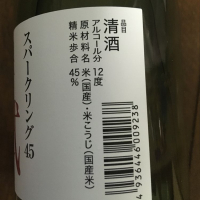 品目
清酒
アルコール分 12度
原材料名 米(国産)・米こうじ(国産米)
精米歩合 45%
スパークリング45
4936446009238